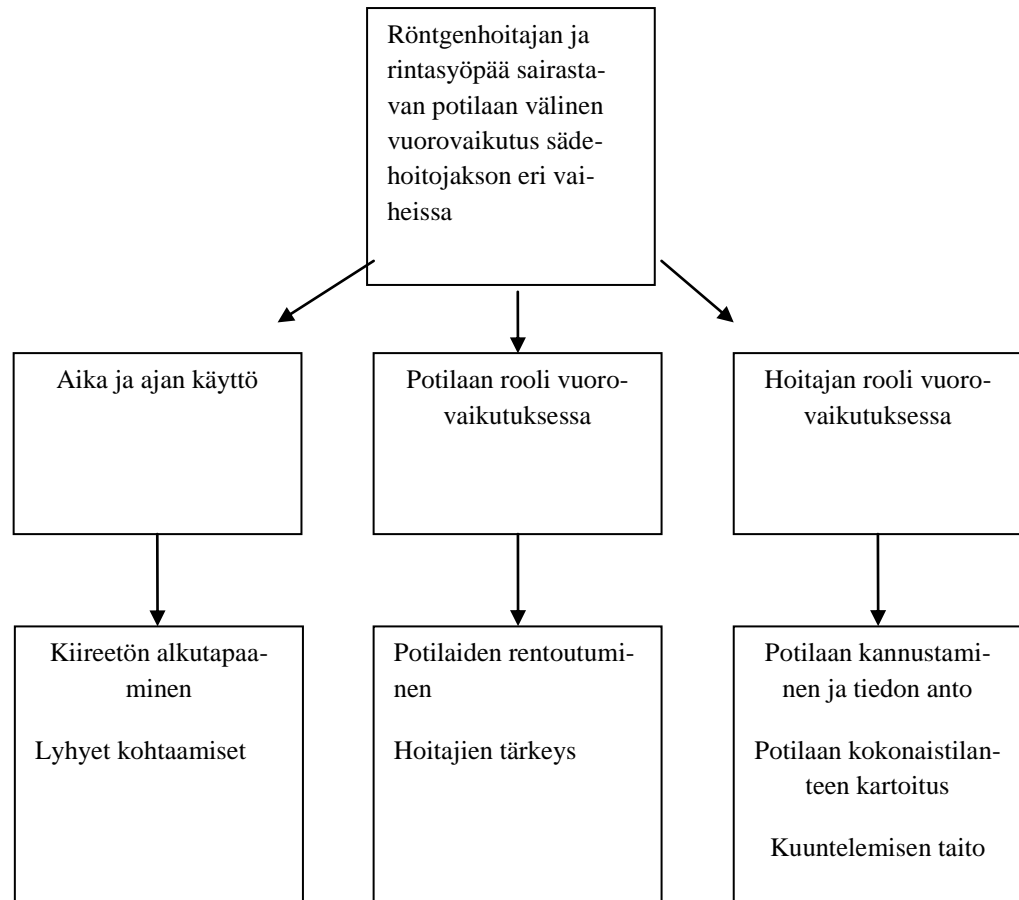 Röntgenhoitajan ja
rintasyöpää sairasta-
van potilaan välinen
vuorovaikutus säde-
hoitojakson eri vai-
heissa
Aika ja ajan käyttö
Potilaan rooli vuoro-
vaikutuksessa
Hoitajan rooli vuoro-
vaikutuksessa
Kiireetön alkutapaa-
minen
Lyhyet kohtaamiset
Potilaiden rentoutumi-
nen
Hoitajien tärkeys
Potilaan kannustami-
nen ja tiedon anto
Potilaan kokonaistilan-
teen kartoitus
Kuuntelemisen taito